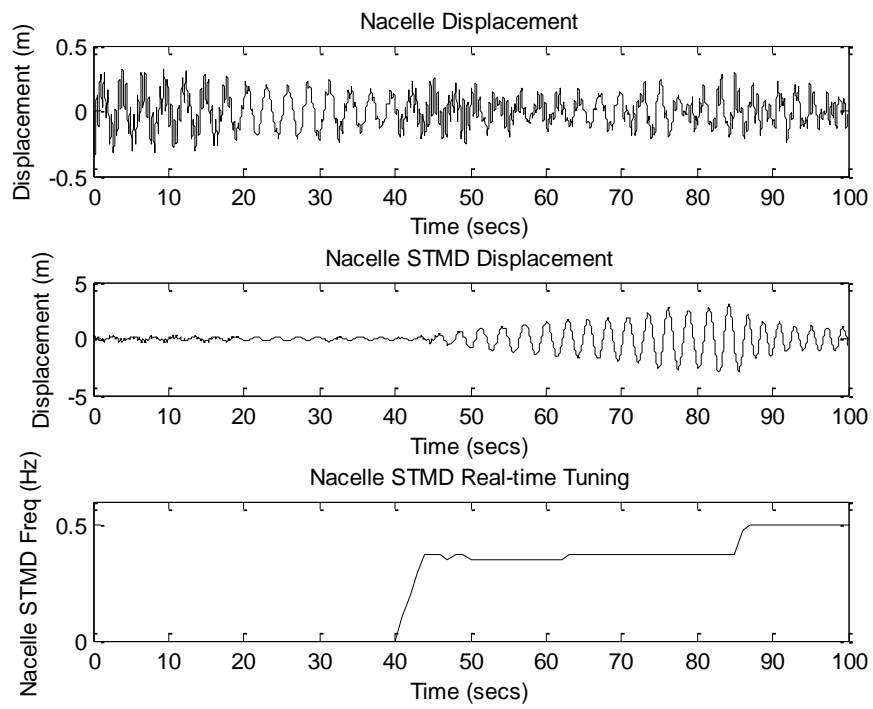 Nacelle Displacement
Displacement (m)
0.5
0
-0.5
0 10 20 30 40 50 60 70 80 90 100
Time (secs)
Nacelle STMD Displacement
Displacement (m)
5
0
-5
0 10 20 30 40 50 60 70 80 90 100
Time (secs)
Nacelle STMD Real-time Tuning
Nacelle STMD Freq (Hz)
0.5
0
0 10 20 30 40 50 60 70 80 90 100
Time (secs)